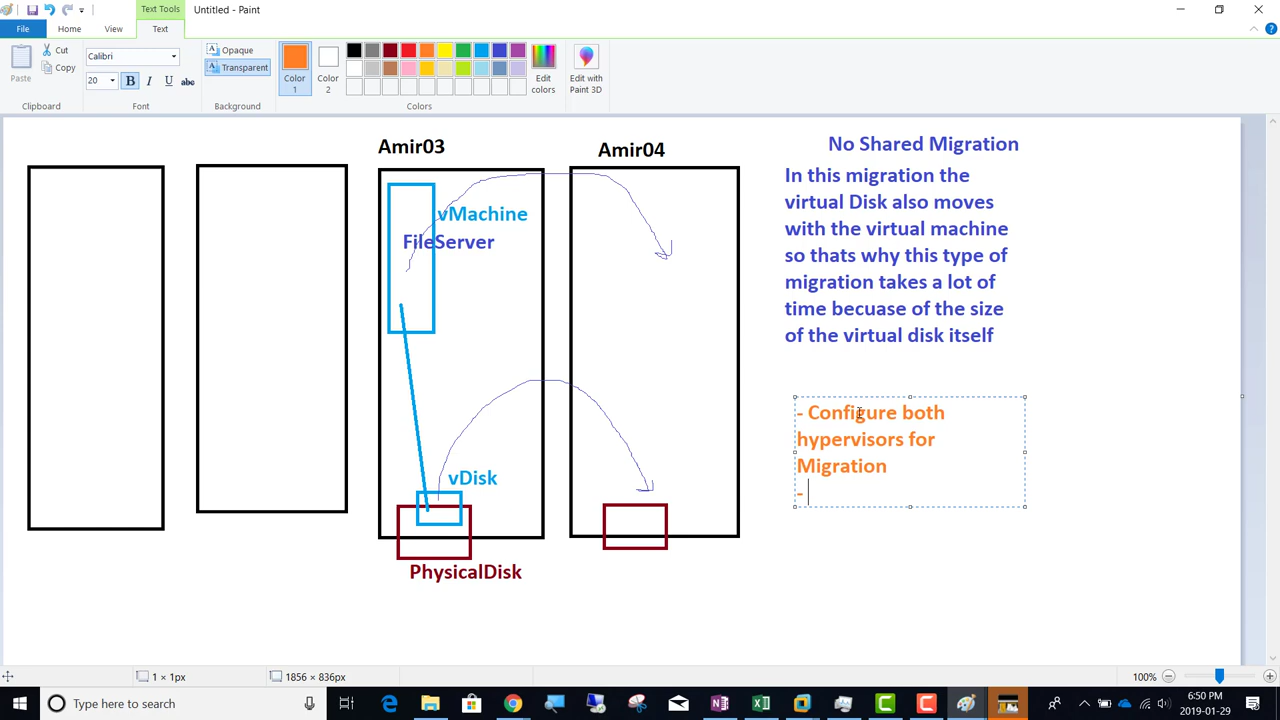 Text Tools
Untitled - Paint
File
Home
View
Text
Paste
Cut
Copy
Clipboard
Calibri
20
B
I
U
abc
Font
Opaque
Transparent
Background
Color
1
Color
2
Edit
colors
Edit with
Paint 3D
Colors
Amir03
Amir04
vMachine
FileServer
vDisk
PhysicalDisk
No Shared Migration
In this migration the
virtual Disk also moves
with the virtual machine
so thats why this type of
migration takes a lot of
time becuase of the size
of the virtual disk itself
- Configure both
hypervisors for
Migration
-
1 × 1px
1856 × 836px
100%
Type here to search
6:50 PM
2019-01-29